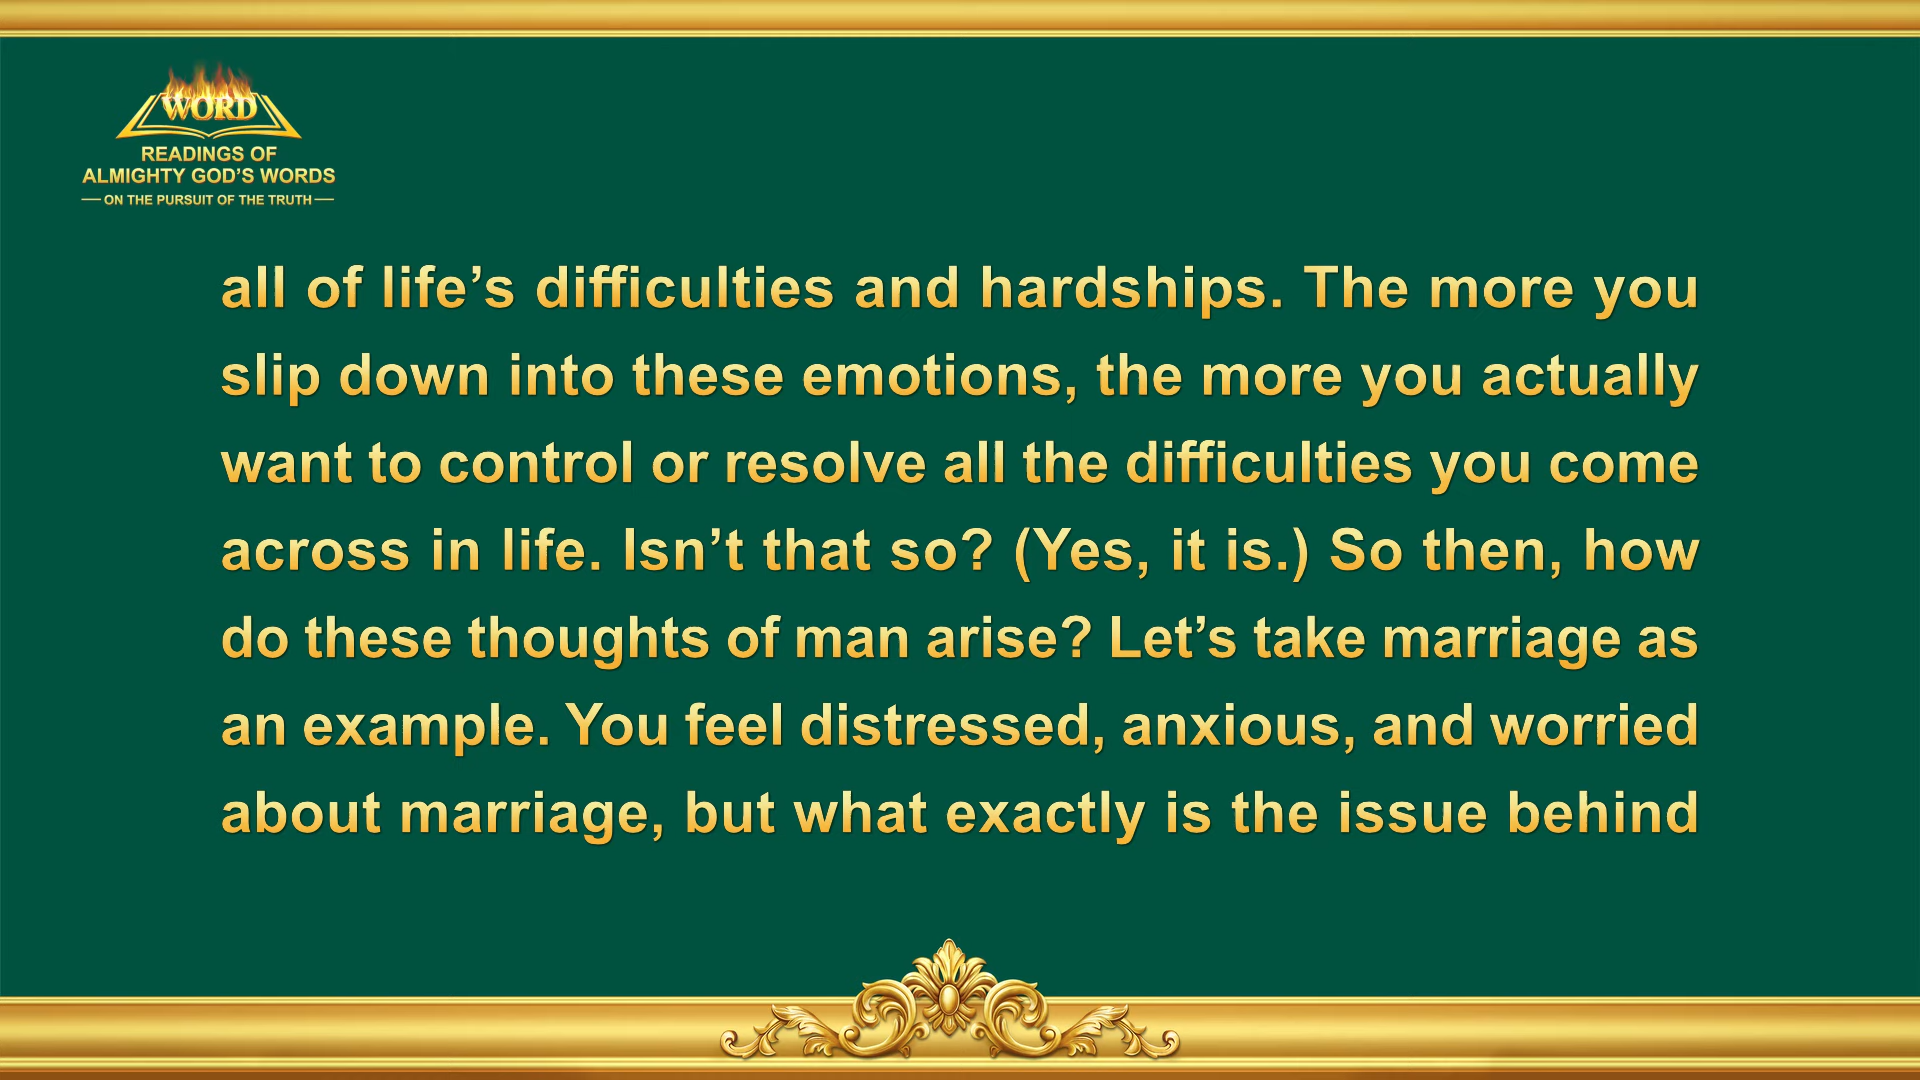 WORD
READINGS OF
ALMIGHTY GOD’S WORDS
ON THE PURSUIT OF THE TRUTH
all of life’s difficulties and hardships. The more you
slip down into these emotions, the more you actually
want to control or resolve all the difficulties you come
across in life. Isn’t that so? (Yes, it is.) So then, how
do these thoughts of man arise? Let’s take marriage as
an example. You feel distressed, anxious, and worried
about marriage, but what exactly is the issue behind